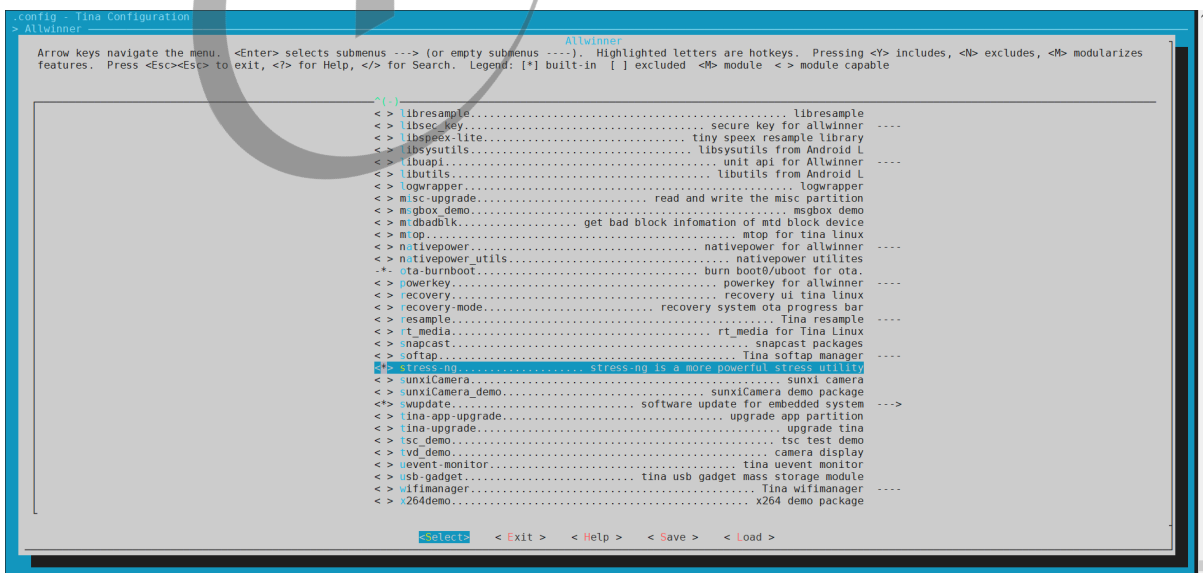 .config - Tina Configuration
> Allwinner
Allwinner
Arrow keys navigate the menu. <Enter> selects submenus ---> (or empty submenus ----). Highlighted letters are hotkeys. Pressing <Y> includes, <N> excludes, <M> modularizes
features. Press <Esc><Esc> to exit, <?> for Help, </> for Search. Legend: [*] built-in [ ] excluded <M> module < > module capable
^(-)
< > libresample................................................. libresample
< > libsec_key...................................... secure key for allwinner ----
< > libspeex-lite................................. tiny speex resample library
< > libsysutils................................... libsysutils from Android L
< > libuapi.......................................... unit api for Allwinner ----
< > libutils......................................... libutils from Android L
< > logwrapper.................................................... logwrapper
< > misc-upgrade............................ read and write the misc partition
< > msgbox_demo.................................................. msgbox demo
< > mtdbadblk................... get bad block infomation of mtd block device
< > mtop................................................. mtop for tina linux
< > nativepower...................................... nativepower for allwinner ----
< > nativepower_utils.................................... nativepower utilites
-*- ota-burnboot.................................... burn boot0/uboot for ota.
< > powerkey.......................................... powerkey for allwinner ----
< > recovery........................................... recovery ui tina linux
< > recovery-mode............................ recovery system ota progress bar
< > resample................................................... Tina resample ----
< > rt_media......................................... rt_media for Tina Linux
< > snapcast............................................... snapcast packages
< > softap.............................................. Tina softap manager ----
<*> stress-ng.................... stress-ng is a more powerful stress utility
< > sunxiCamera.................................................. sunxi camera
< > sunxiCamera_demo.................................. sunxiCamera demo package
<*> swupdate............................. software update for embedded system --->
< > tina-app-upgrade................................... upgrade app partition
< > tina-upgrade................................................ upgrade tina
< > tsc_demo.................................................... tsc test demo
< > tvd_demo................................................... camera display
< > uevent-monitor........................................ tina uevent monitor
< > usb-gadget........................... tina usb gadget mass storage module
< > wifimanager.............................................. Tina wifimanager ----
< > x264demo.............................................. x264 demo package
<Select> < Exit > < Help > < Save > < Load >